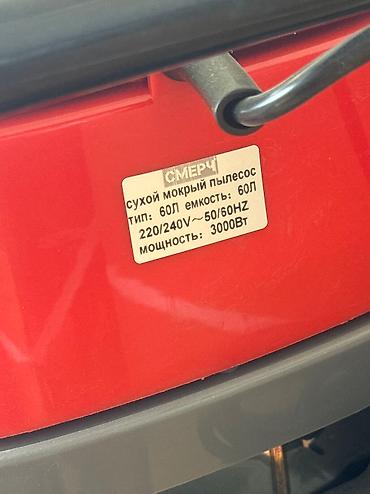 СМЕРЧ
сухой мокрый пылесос
тип: 60Л емкость: 60Л
220/240V~50/60HZ
мощность: 3000Вт